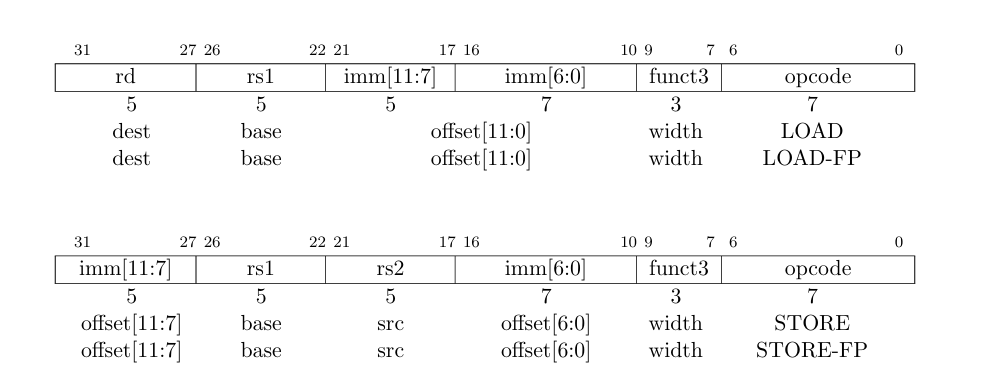 31 27 26 22 21 17 16 10 9 7 6 0
rd rs1 imm[11:7] imm[6:0] funct3 opcode
5 5 5 7 3 7
dest base offset[11:0] width LOAD
dest base offset[11:0] width LOAD-FP
31 27 26 22 21 17 16 10 9 7 6 0
imm[11:7] rs1 rs2 imm[6:0] funct3 opcode
5 5 5 7 3 7
offset[11:7] base src offset[6:0] width STORE
offset[11:7] base src offset[6:0] width STORE-FP